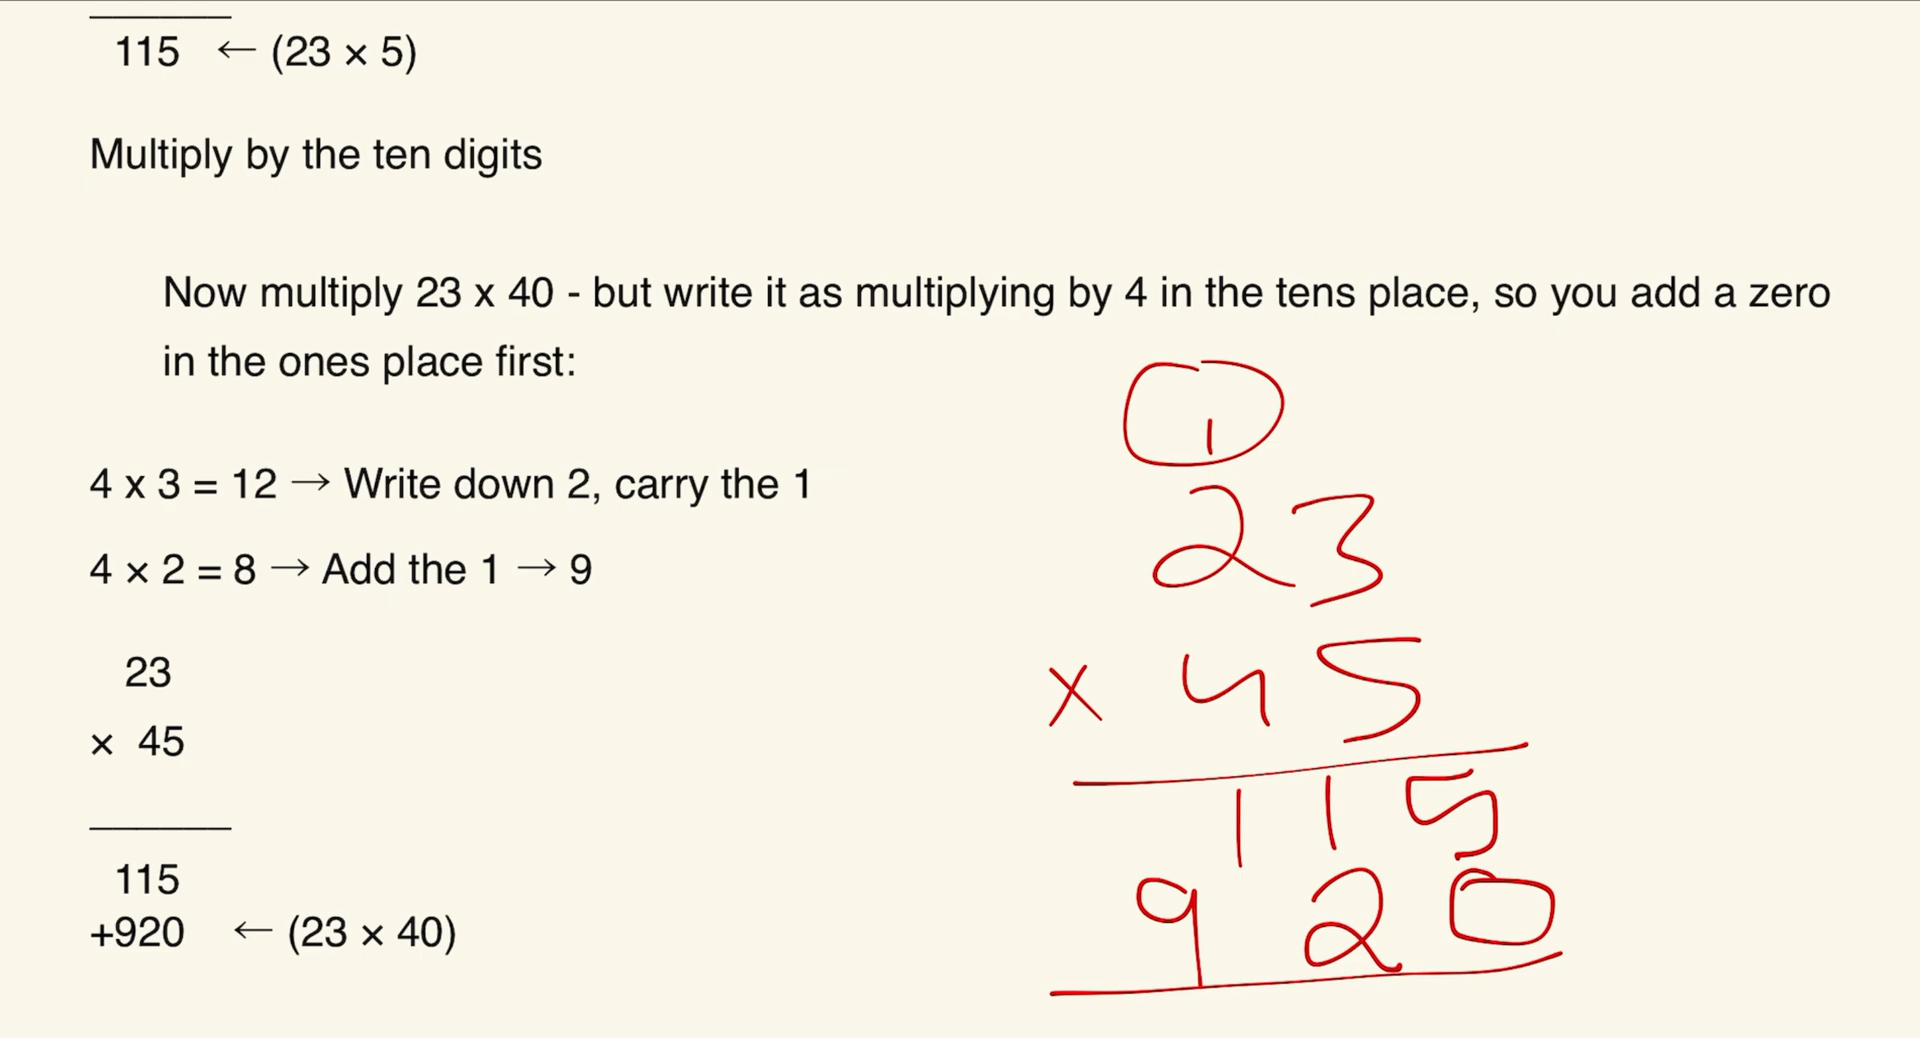 115 ← (23 × 5)
Multiply by the ten digits
Now multiply 23 x 40 - but write it as multiplying by 4 in the tens place, so you add a zero
in the ones place first:
4 x 3 = 12 → Write down 2, carry the 1
4 × 2 = 8 → Add the 1 → 9
23
× 45
115
+920 ← (23 × 40)
1
23
× 45
115
920